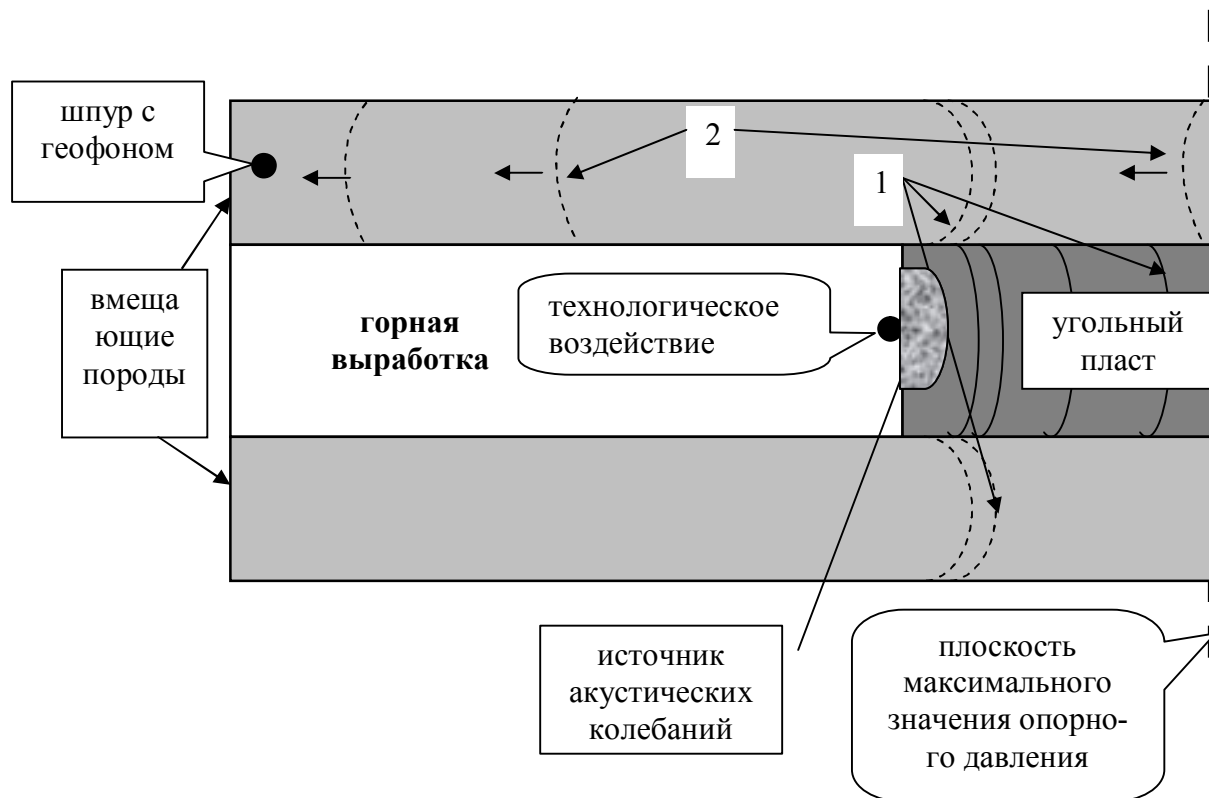 шпур с
геофоном
2
1
вмеща
ющие
породы
горная
выработка
технологическое
воздействие
угольный
пласт
источник
акустических
колебаний
плоскость
максимального
значения опорно-
го давления